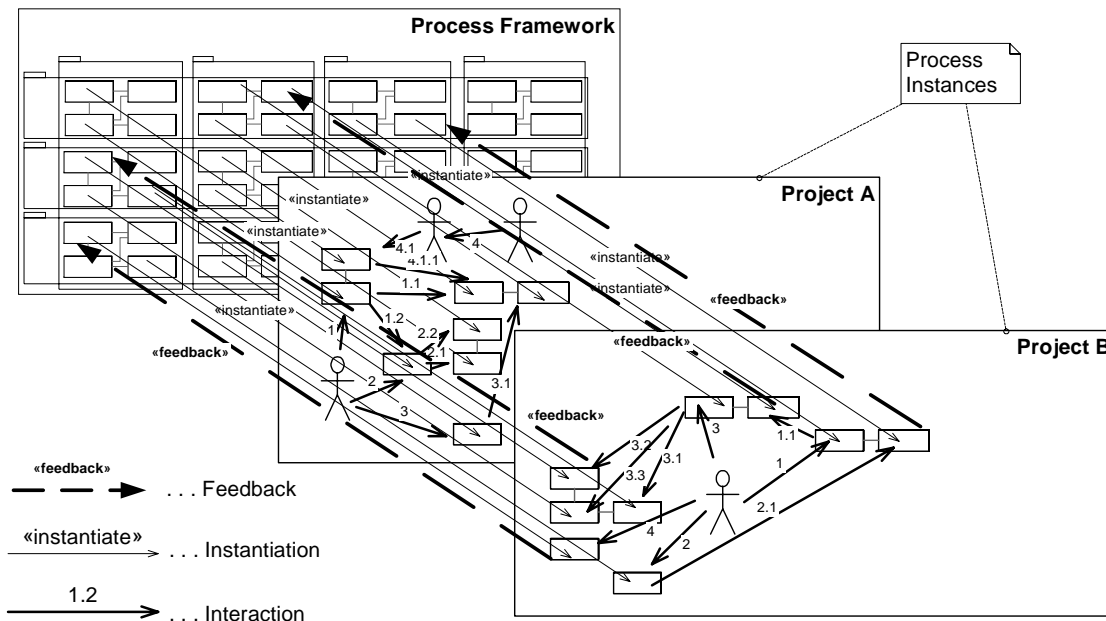 Process Framework
Process
Instances
«instantiate»
Project A
«instantiate»
«instantiate»
4
4.1
4.1.1
«instantiate»
1.1
«instantiate»
«feedback»
«instantiate»
1
1.2
2.2
2.1
«feedback»
«feedback»
Project B
2
3.1
3
«feedback»
3
1.1
3.2
3.1
3.3
1
2.1
4
2
«feedback»
. . . Feedback
«instantiate»
. . . Instantiation
1.2
. . . Interaction